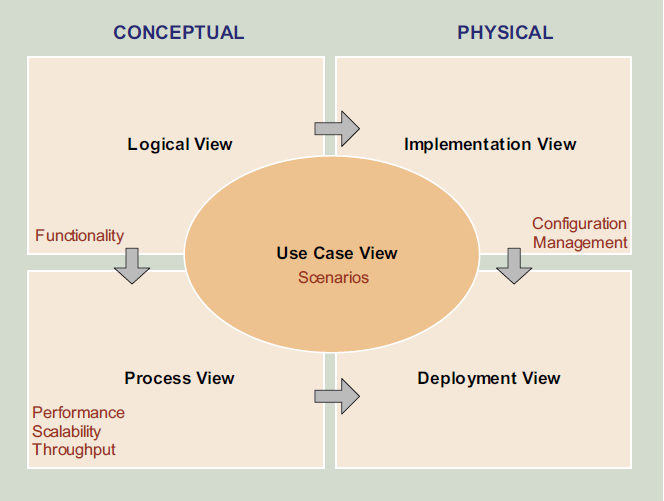 CONCEPTUAL
PHYSICAL
Logical View
Implementation View
Functionality
Configuration
Management
Use Case View
Scenarios
Process View
Deployment View
Performance
Scalability
Throughput